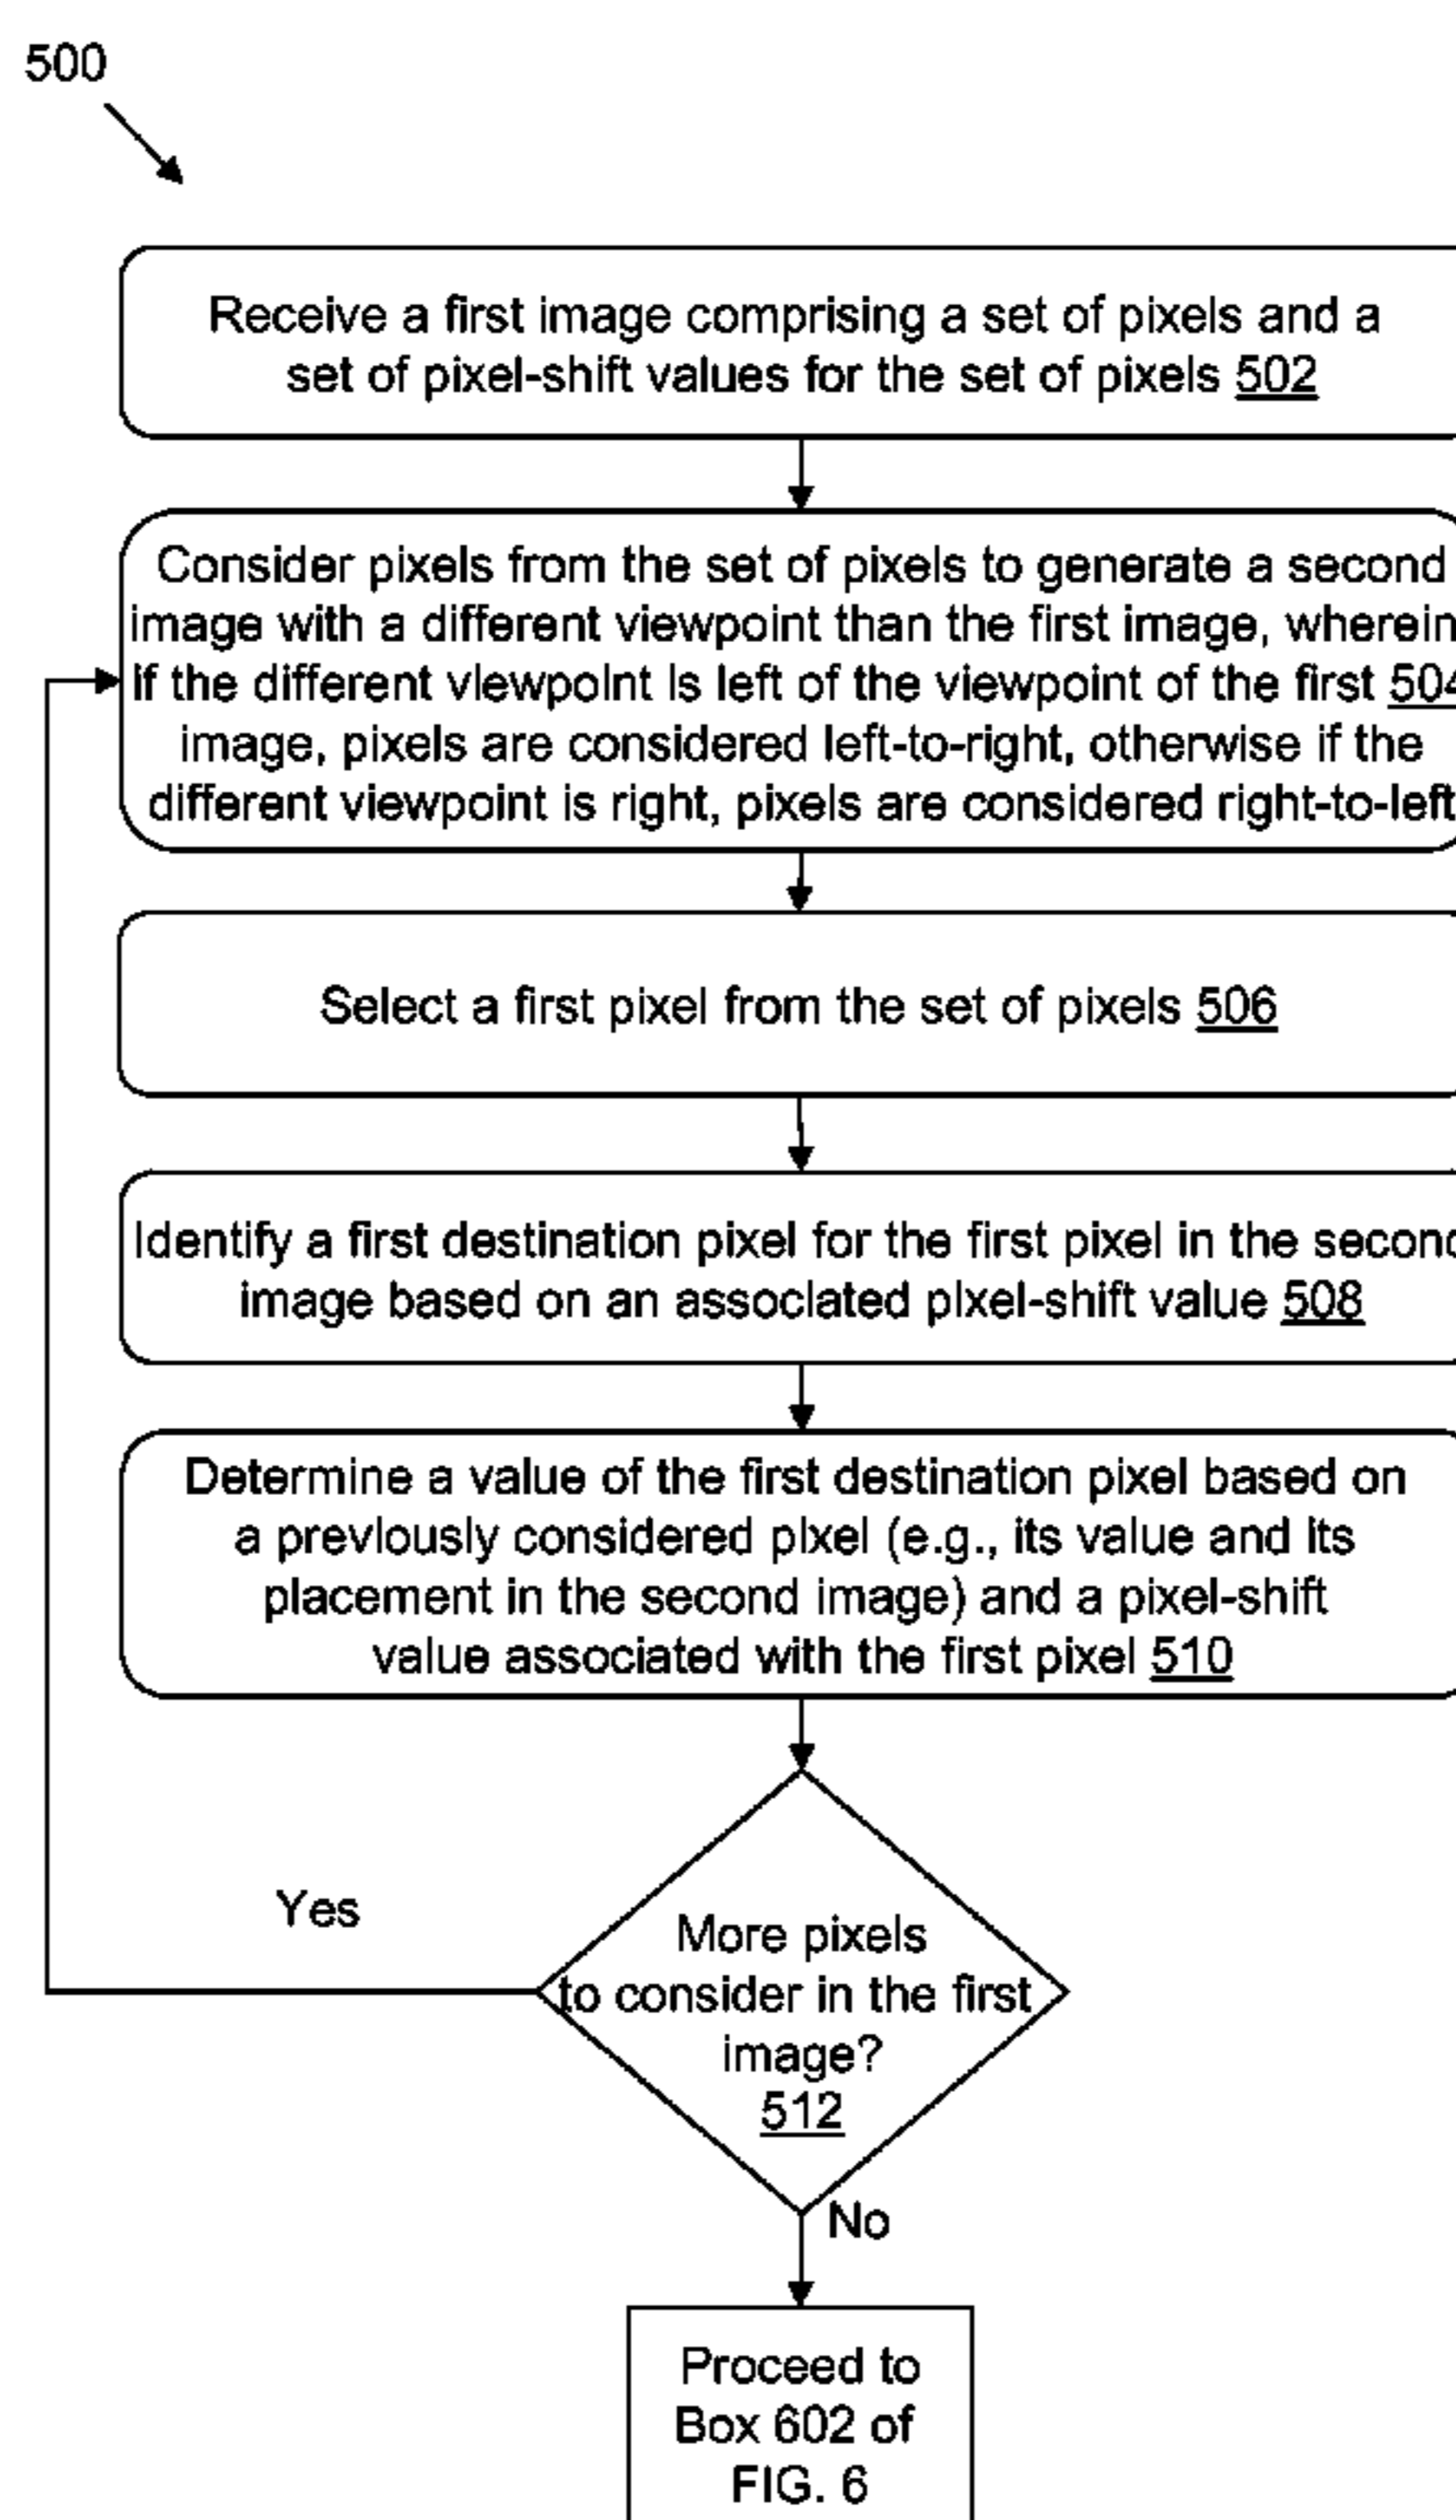 500
Receive a first image comprising a set of pixels and a
set of pixel-shift values for the set of pixels 502
Consider pixels from the set of pixels to generate a second
image with a different viewpoint than the first image, wherein
if the different viewpoint is left of the viewpoint of the first 504
image, pixels are considered left-to-right, otherwise if the
different viewpoint is right, pixels are considered right-to-left
Select a first pixel from the set of pixels 506
Identify a first destination pixel for the first pixel in the second
image based on an associated pixel-shift value 508
Determine a value of the first destination pixel based on
a previously considered pixel (e.g., its value and its
placement in the second image) and a pixel-shift
value associated with the first pixel 510
Yes
More pixels
to consider in the first
image?
512
No
Proceed to
Box 602 of
FIG. 6